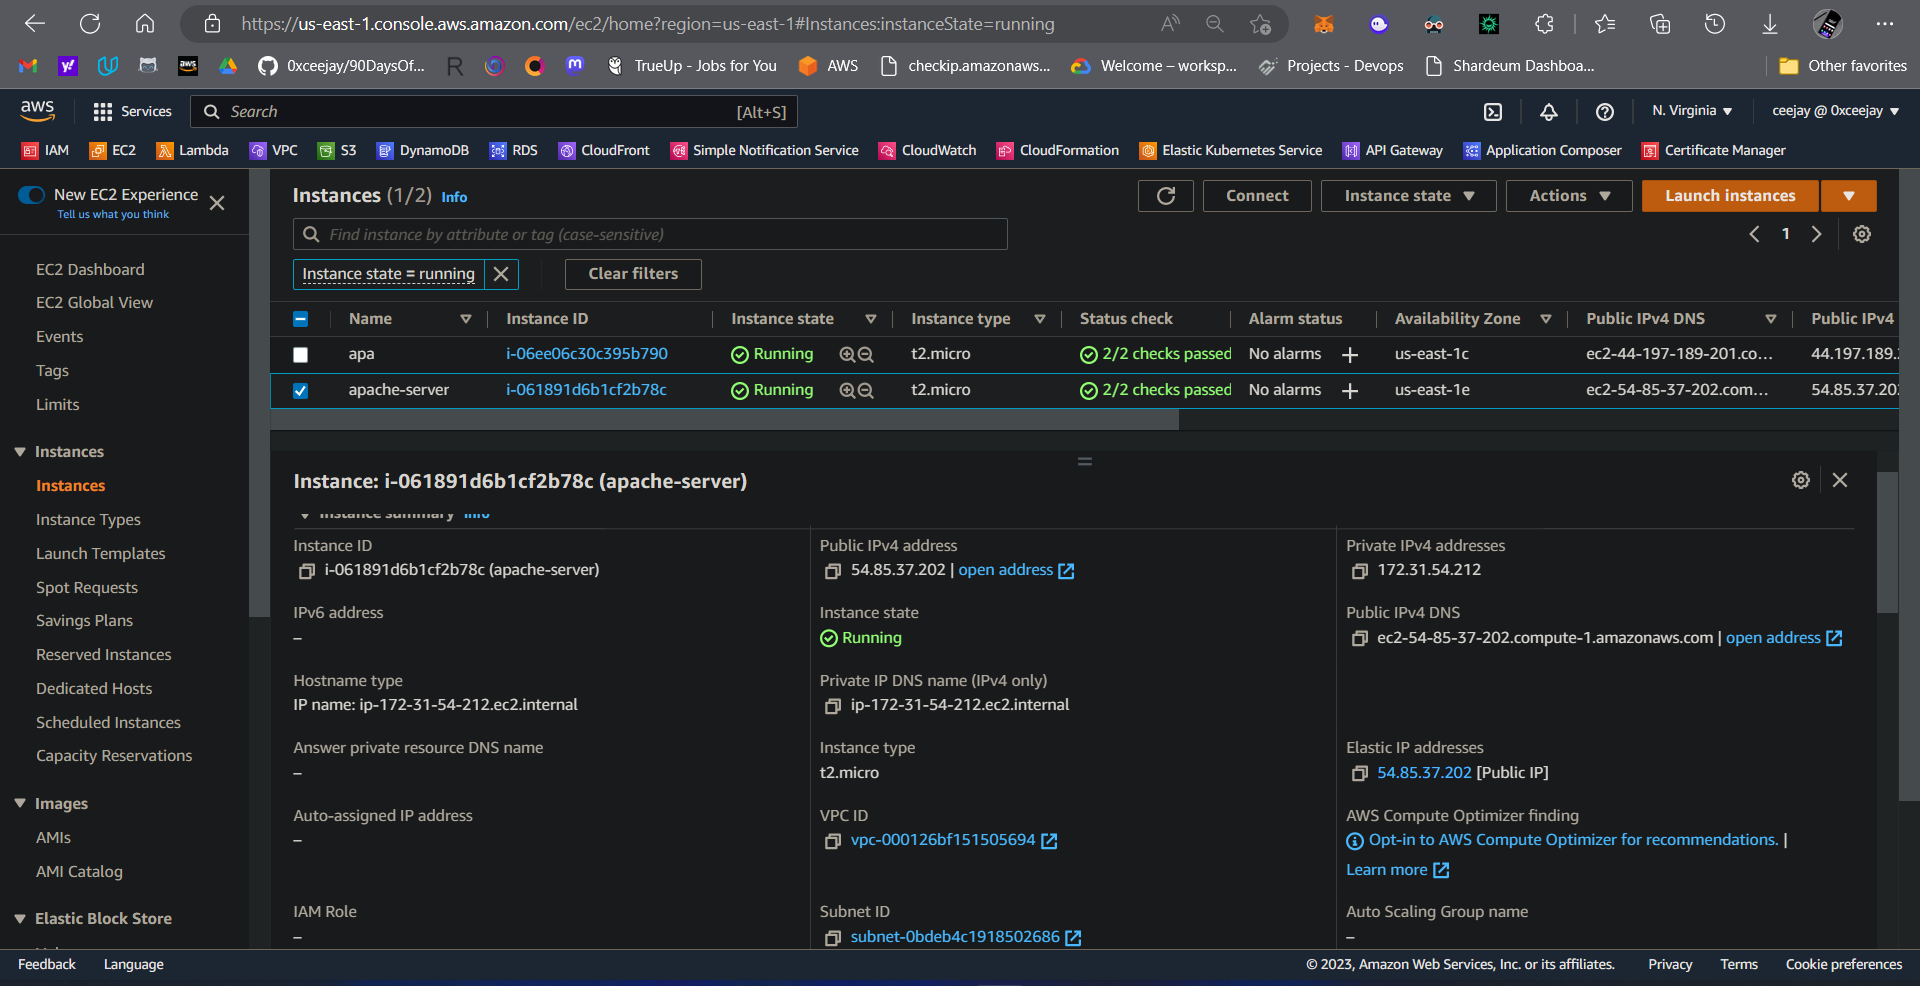 https://us-east-1.console.aws.amazon.com/ec2/home?region=us-east-1#Instances:instanceState=running
0xceejay/90DaysOf...
TrueUp - Jobs for You
AWS
checkip.amazonaws...
Welcome – worksp...
Projects - Devops
Shardeum Dashboa...
Other favorites
aws
Services
Search
[Alt+S]
N. Virginia
ceejay @ 0xceejay
IAM
EC2
Lambda
VPC
S3
DynamoDB
RDS
CloudFront
Simple Notification Service
CloudWatch
CloudFormation
Elastic Kubernetes Service
API Gateway
Application Composer
Certificate Manager
New EC2 Experience
Tell us what you think
EC2 Dashboard
EC2 Global View
Events
Tags
Limits
Instances
Instances
Instance Types
Launch Templates
Spot Requests
Savings Plans
Reserved Instances
Dedicated Hosts
Scheduled Instances
Capacity Reservations
Images
AMIs
AMI Catalog
Elastic Block Store
Instances (1/2) Info
Connect
Instance state
Actions
Launch instances
Find instance by attribute or tag (case-sensitive)
1
Instance state = running
Clear filters
Name Instance ID Instance state Instance type Status check Alarm status Availability Zone Public IPv4 DNS Public IPv4
apa i-06ee06c30c395b790 Running t2.micro 2/2 checks passed No alarms us-east-1c ec2-44-197-189-201.co... 44.197.189.
apache-server i-061891d6b1cf2b78c Running t2.micro 2/2 checks passed No alarms us-east-1e ec2-54-85-37-202.com... 54.85.37.20
Instance: i-061891d6b1cf2b78c (apache-server)
Instance summary Info
Instance ID
i-061891d6b1cf2b78c (apache-server)
Public IPv4 address
54.85.37.202 | open address
Private IPv4 addresses
172.31.54.212
IPv6 address
–
Instance state
Running
Public IPv4 DNS
ec2-54-85-37-202.compute-1.amazonaws.com | open address
Hostname type
IP name: ip-172-31-54-212.ec2.internal
Private IP DNS name (IPv4 only)
ip-172-31-54-212.ec2.internal
Answer private resource DNS name
–
Instance type
t2.micro
Elastic IP addresses
54.85.37.202 [Public IP]
Auto-assigned IP address
–
VPC ID
vpc-000126bf151505694
AWS Compute Optimizer finding
Opt-in to AWS Compute Optimizer for recommendations. |
Learn more
IAM Role
–
Subnet ID
subnet-0bdeb4c1918502686
Auto Scaling Group name
–
Feedback
Language
© 2023, Amazon Web Services, Inc. or its affiliates.
Privacy
Terms
Cookie preferences